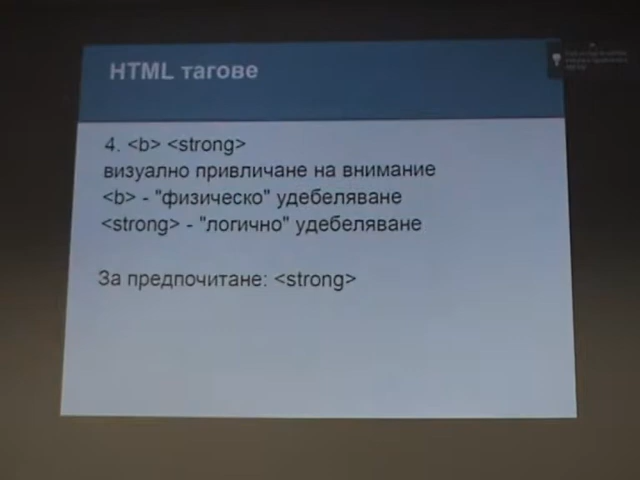 HTML тагове
4. <b> <strong>
визуално привличане на внимание
<b> - "физическо" удебеляване
<strong> - "логично" удебеляване
За предпочитане: <strong>